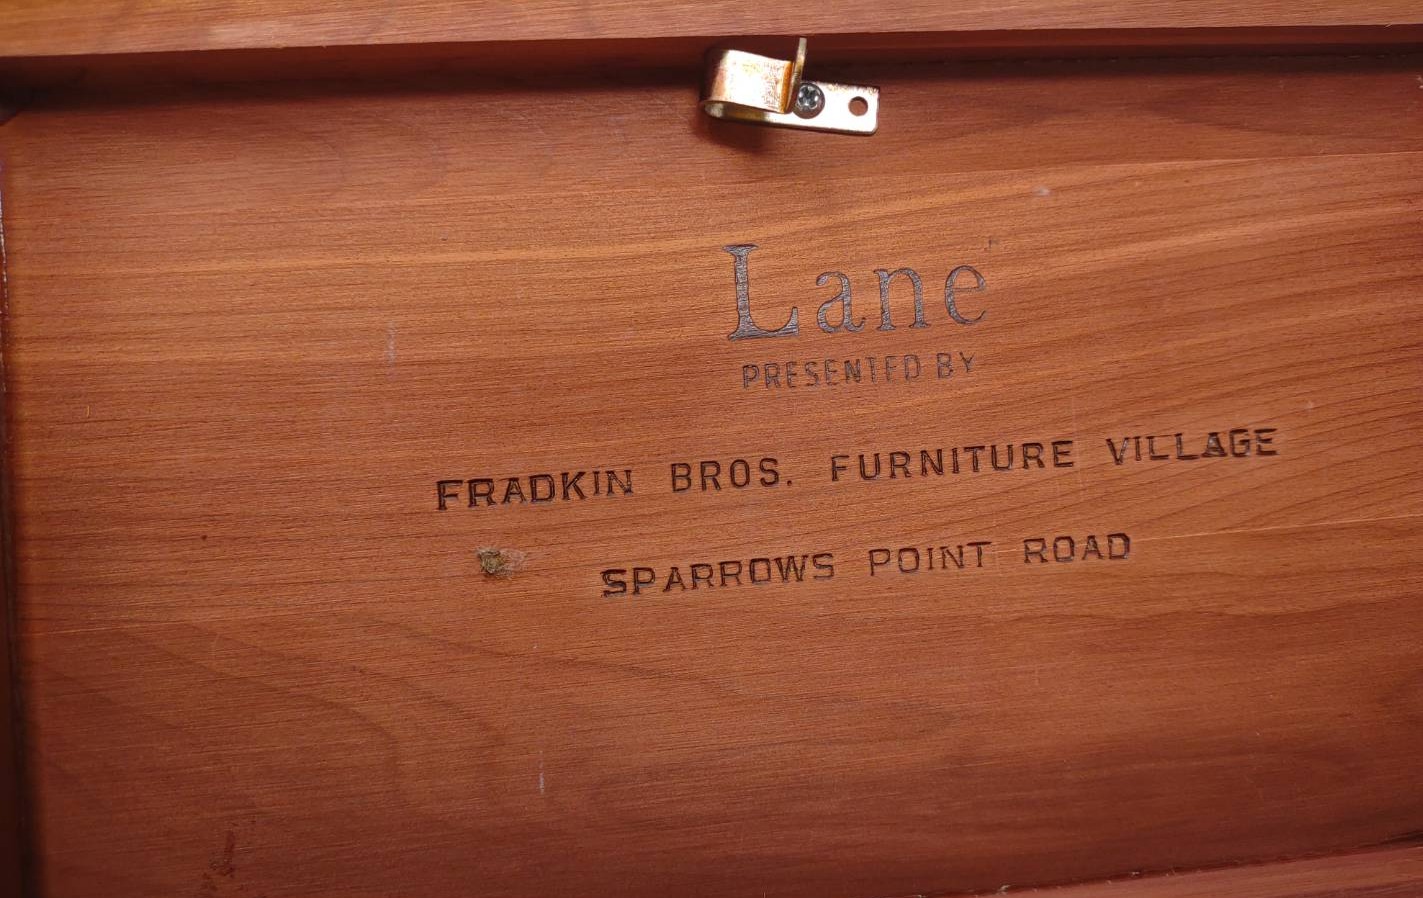 Lane
PRESENTED BY
FRADKIN BROS. FURNITURE VILLAGE
SPARROWS POINT ROAD